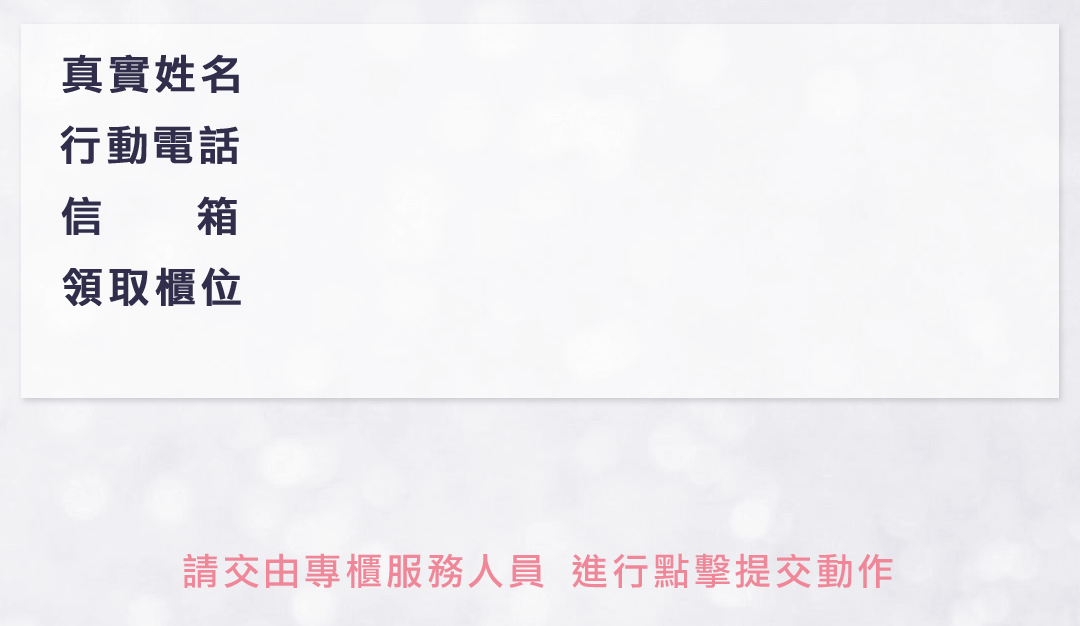 真實姓名
行動電話
信 箱
領取櫃位
請交由專櫃服務人員 進行點擊提交動作